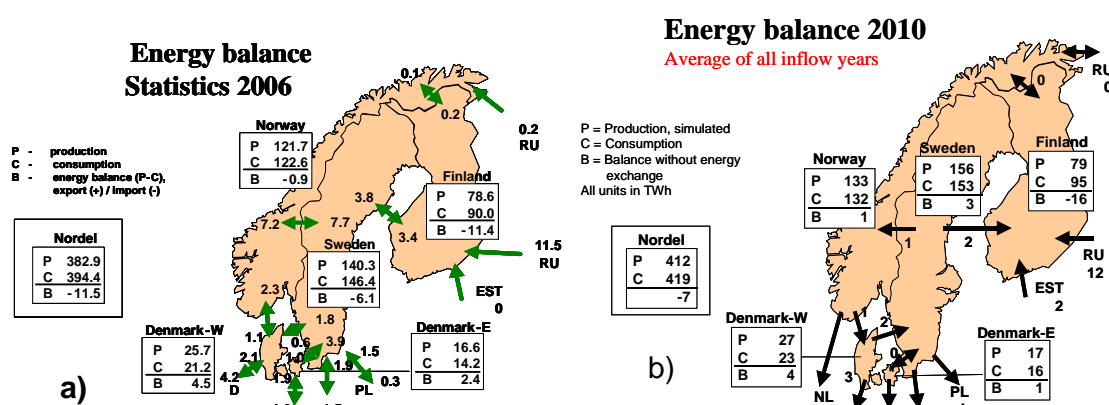 Energy balance
Statistics 2006
P - production
C - consumption
B - energy balance (P-C),
export (+) / import (-)
Nordel
P 382.9
C 394.4
B -11.5
Norway
P 121.7
C 122.6
B -0.9
Finland
P 78.6
C 90.0
B -11.4
Sweden
P 140.3
C 146.4
B -6.1
Denmark-W
P 25.7
C 21.2
B 4.5
Denmark-E
P 16.6
C 14.2
B 2.4
0.1
0.2
0.2
RU
3.8
3.4
7.2
7.7
11.5
RU
EST
0
2.3
1.1
1.8
0.6
3.9
1.0
2.1
4.2
D
1.9
1.9
1.5
PL
0.3
a)
Energy balance 2010
Average of all inflow years
P = Production, simulated
C = Consumption
B = Balance without energy
exchange
All units in TWh
Nordel
P 412
C 419
-7
Norway
P 133
C 132
B 1
Sweden
P 156
C 153
B 3
Finland
P 79
C 95
B -16
Denmark-W
P 27
C 23
B 4
Denmark-E
P 17
C 16
B 1
0
RU
0
1
2
RU
12
EST
2
1
2
0
3
NL
PL
b)